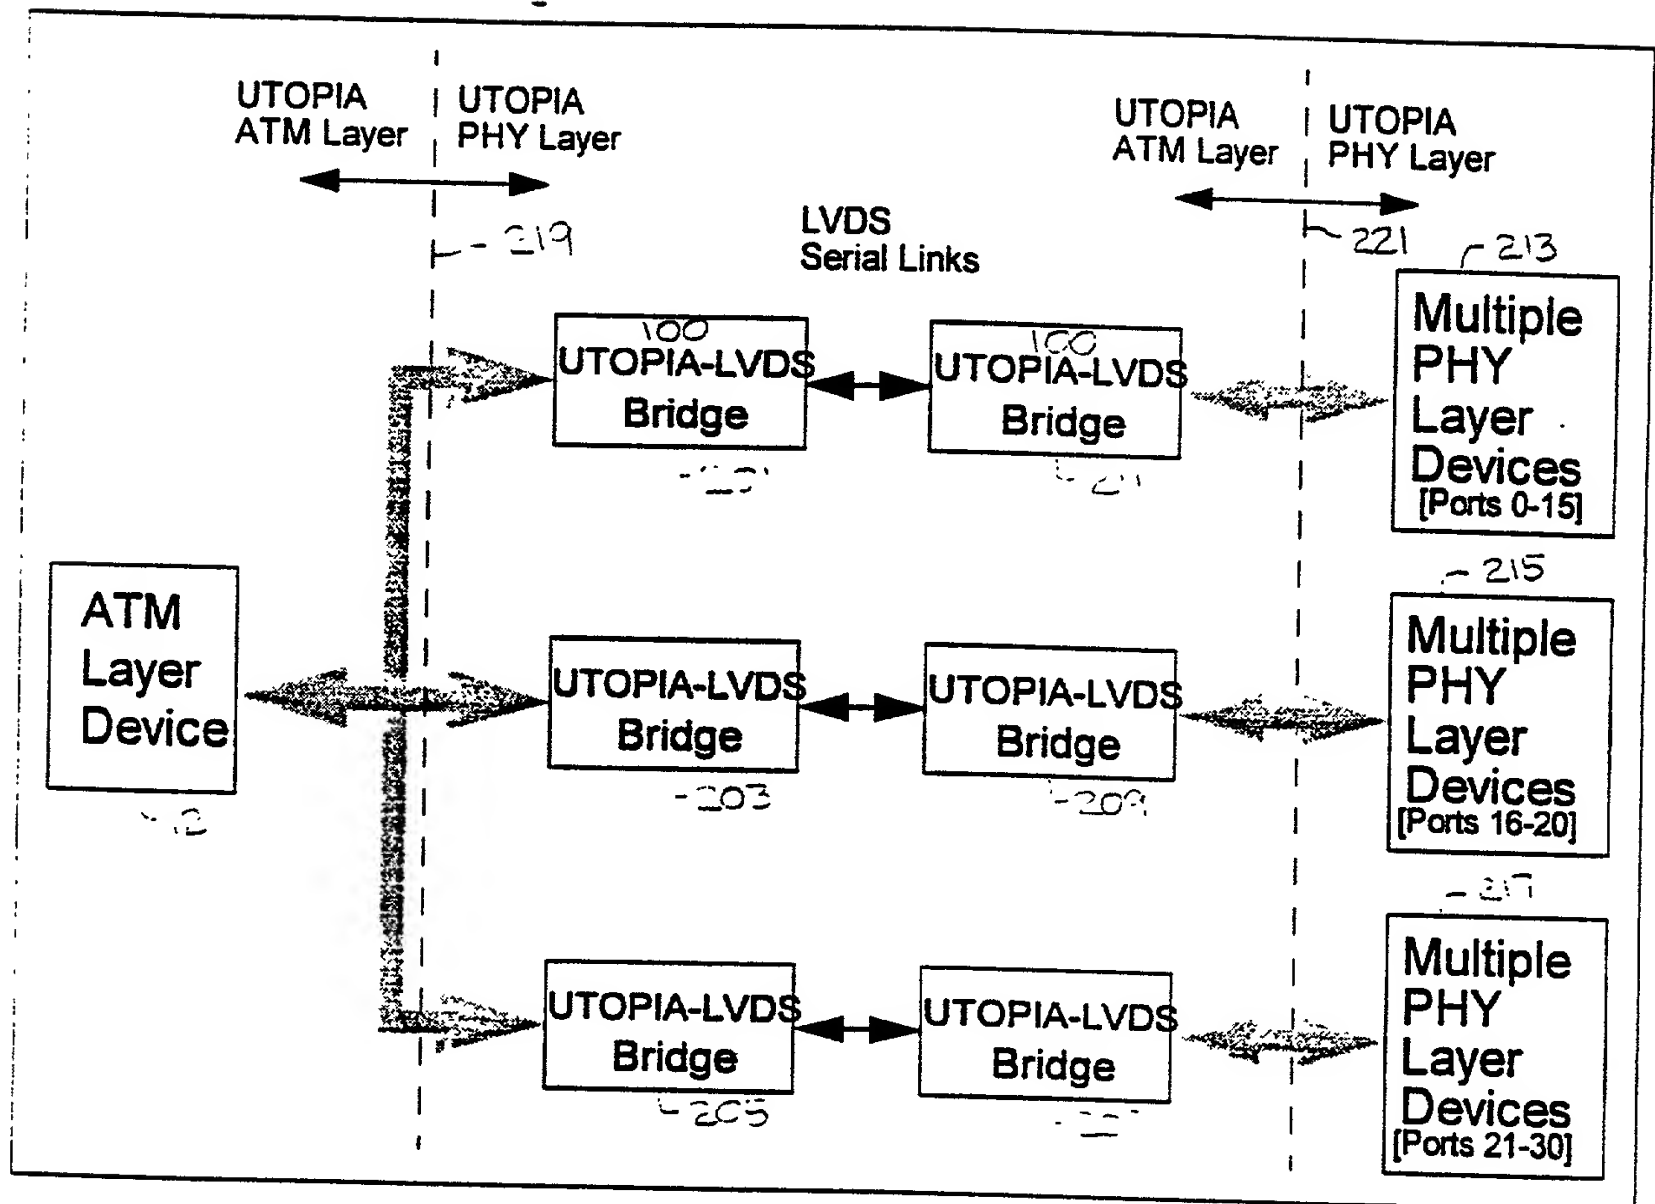 UTOPIA
ATM Layer
UTOPIA
PHY Layer
UTOPIA
ATM Layer
UTOPIA
PHY Layer
219
LVDS
Serial Links
221
213
100
UTOPIA-LVDS
Bridge
100
UTOPIA-LVDS
Bridge
211
Multiple
PHY
Layer
Devices
[Ports 0-15]
ATM
Layer
Device
UTOPIA-LVDS
Bridge
203
UTOPIA-LVDS
Bridge
209
215
Multiple
PHY
Layer
Devices
[Ports 16-20]
UTOPIA-LVDS
Bridge
205
UTOPIA-LVDS
Bridge
217
Multiple
PHY
Layer
Devices
[Ports 21-30]